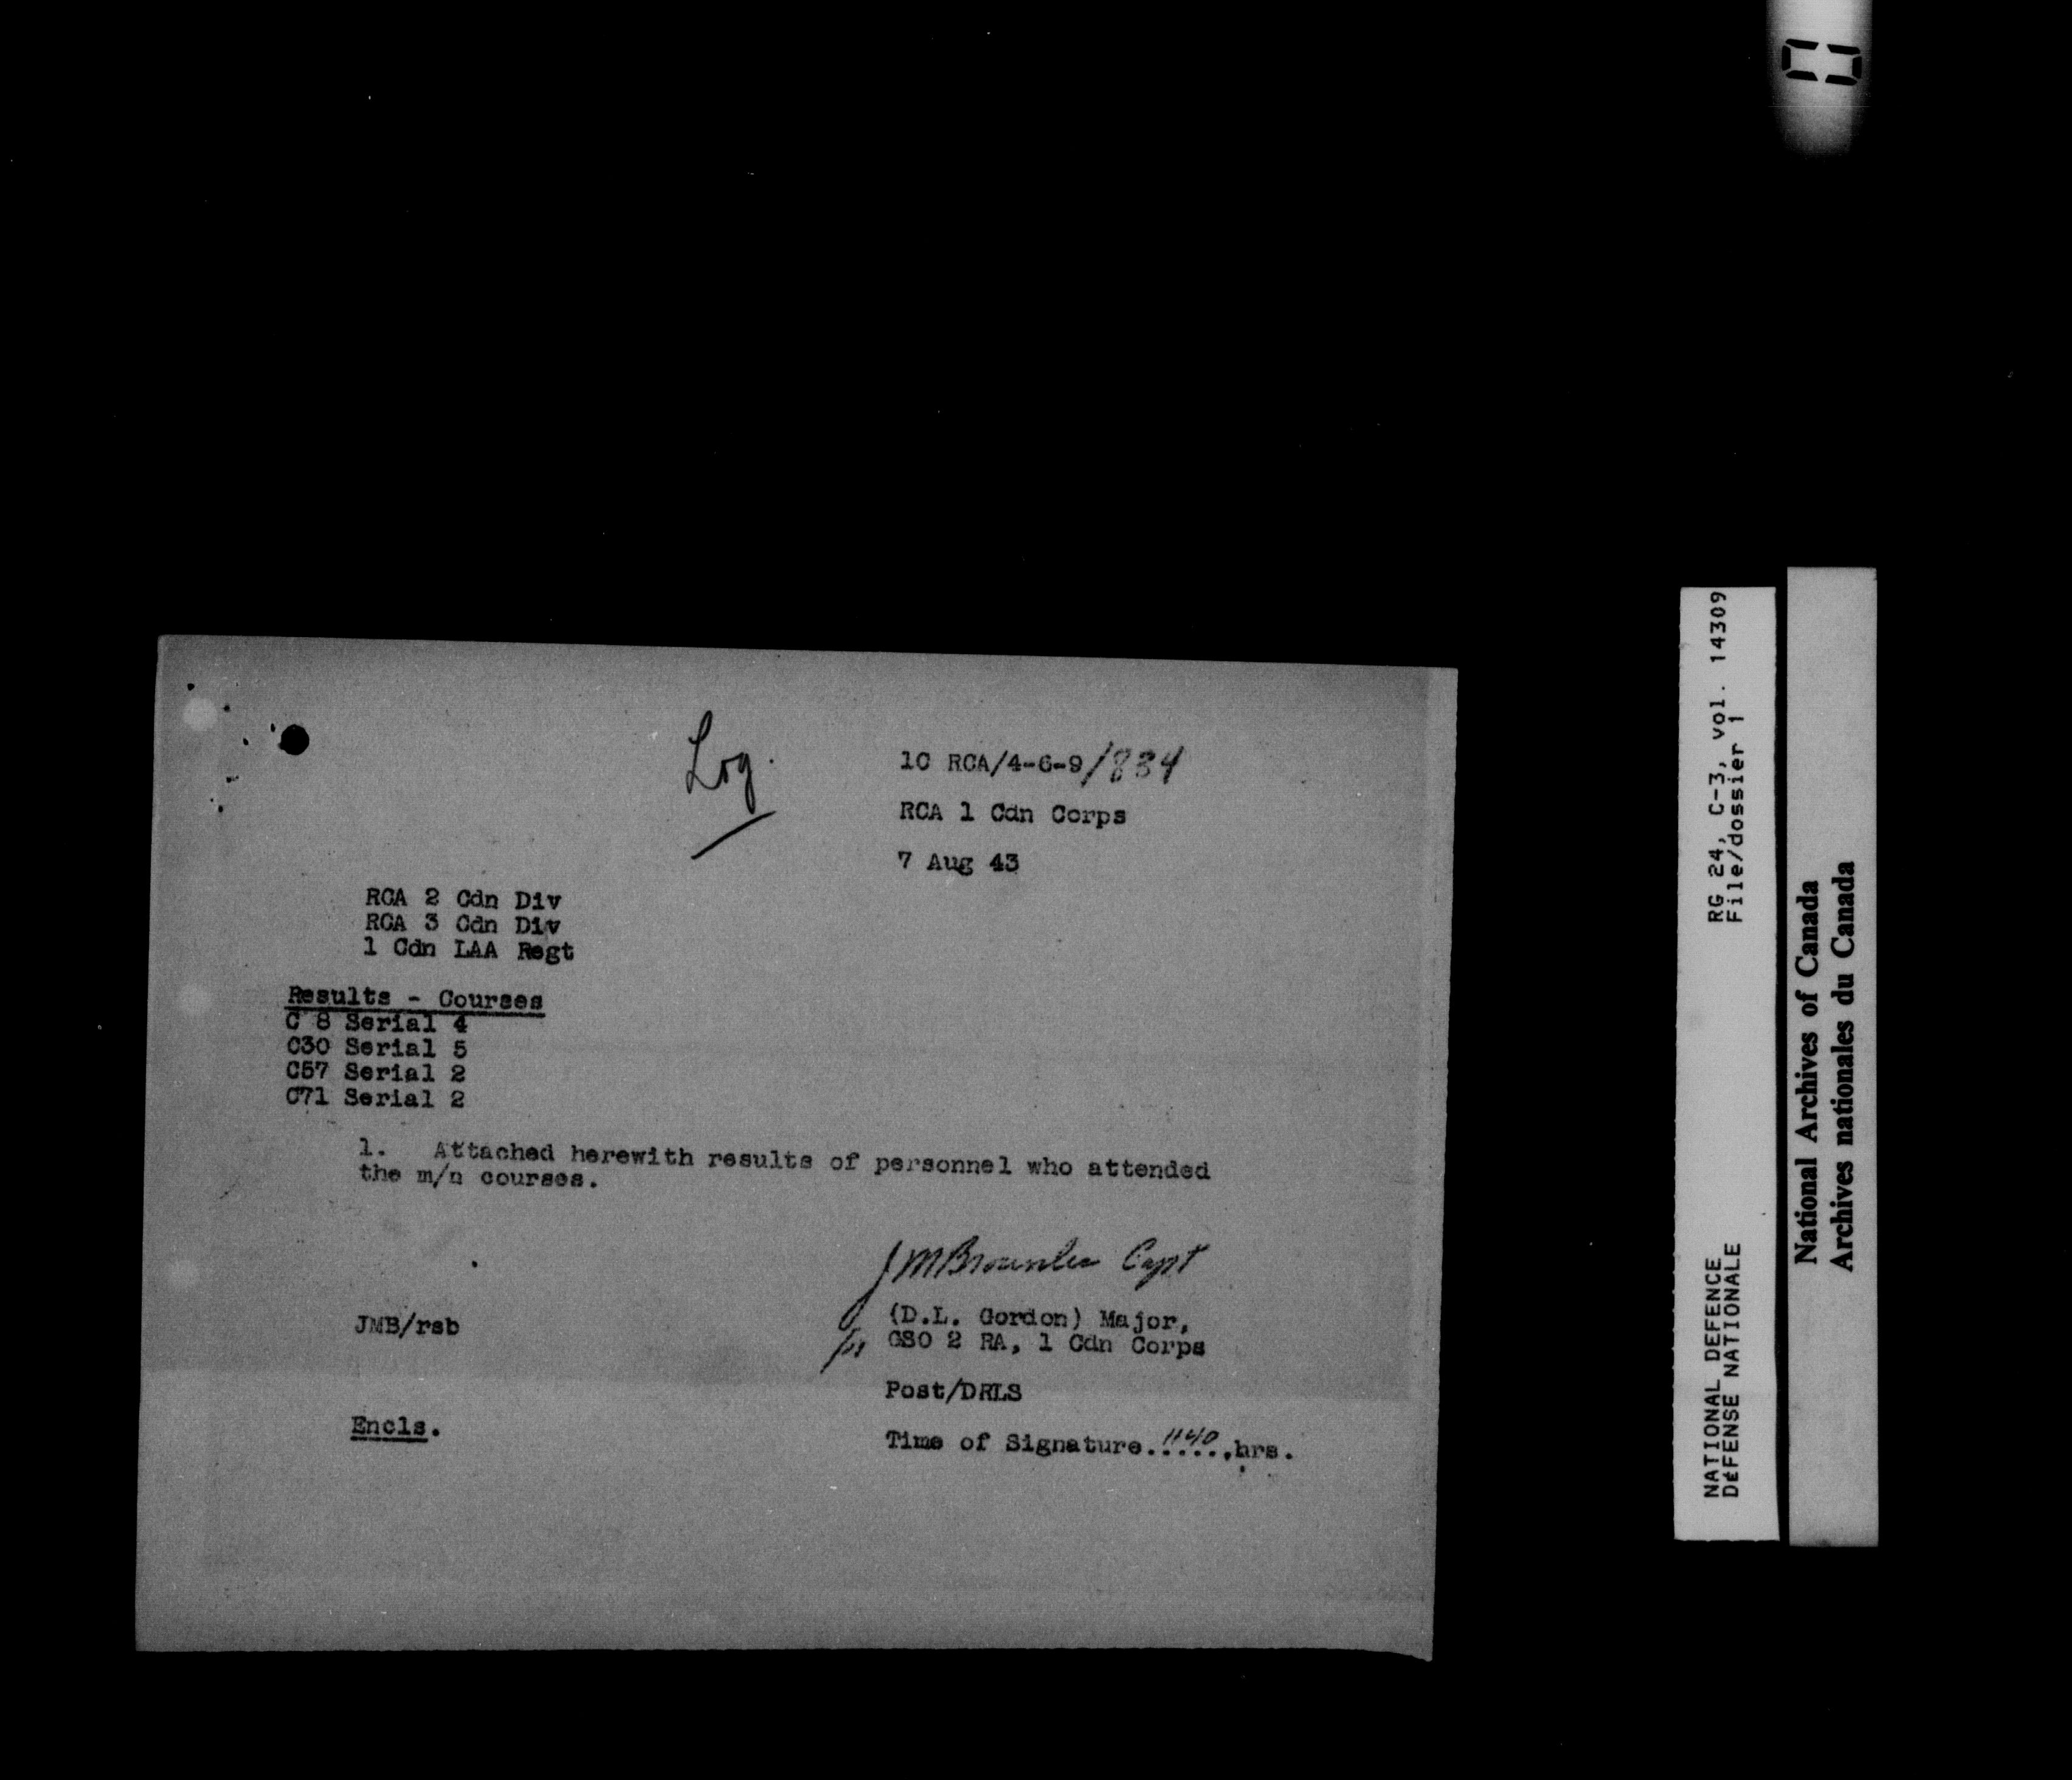 Log.
1C RCA/4-6-9/834
RCA 1 Cdn Corps
7 Aug 43
RCA 2 Cdn Div
RCA 3 Cdn Div
1 Cdn LAA Regt
Results - Courses
C 8 Serial 4
C30 Serial 5
C57 Serial 2
C71 Serial 2
1. Attached herewith results of personnel who attended
the m/n courses.
JMBrownlee Capt
JMB/rsb
(D.L. Gordon) Major,
GSO 2 RA, 1 Cdn Corps
Post/DRLS
Encls.
Time of Signature..1140..hrs.
RG 24, C-3, vol. 14309
File/dossier 1
NATIONAL DEFENCE
DéFENSE NATIONALE
National Archives of Canada
Archives nationales du Canada